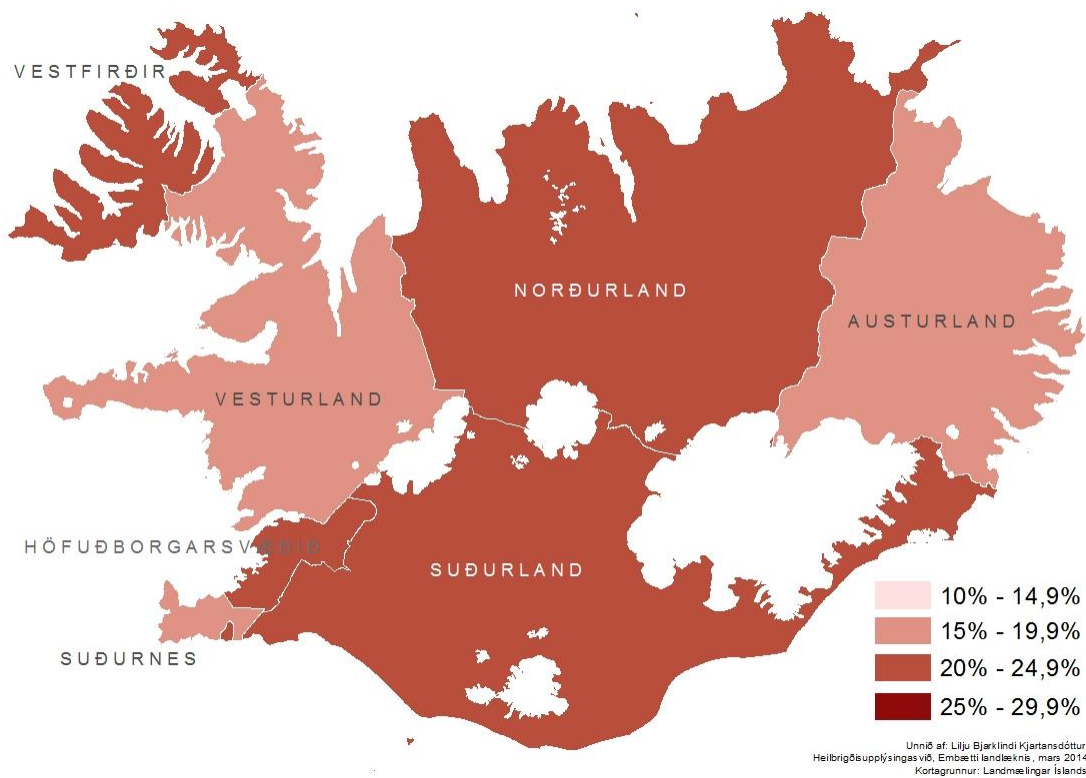 VESTFIRÐIR
NORÐURLAND
AUSTURLAND
VESTURLAND
HÖFUÐBORGARSVÆÐIÐ
SUÐURLAND
SUÐURNES
10% - 14,9%
15% - 19,9%
20% - 24,9%
25% - 29,9%
Unnið af: Lilju Bjarklindi Kjartansdóttur
Heilbrigðisupplýsingasvið, Embætti landlæknis, mars 2014
Kortagrunnur: Landmælingar Íslands